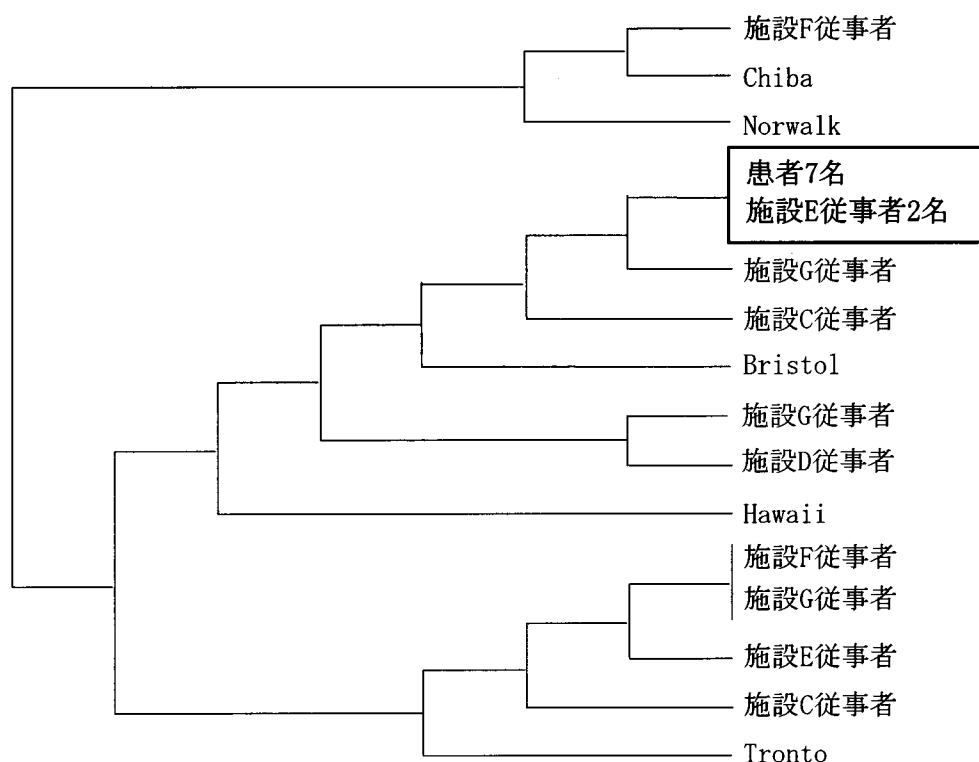 施設F従事者
Chiba
Norwalk
患者7名
施設E従事者2名
施設G従事者
施設C従事者
Bristol
施設G従事者
施設D従事者
Hawaii
施設F従事者
施設G従事者
施設E従事者
施設C従事者
Tronto